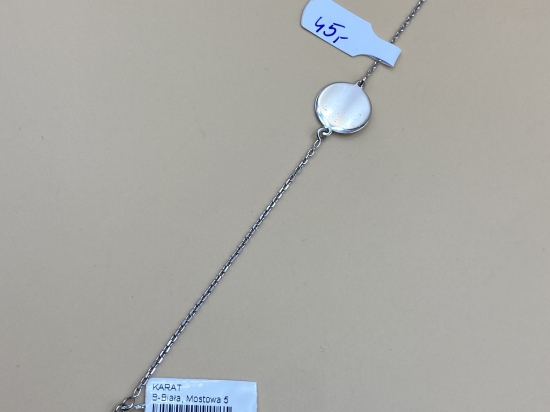 45,-
KARAT
B-Biała, Mostowa 5